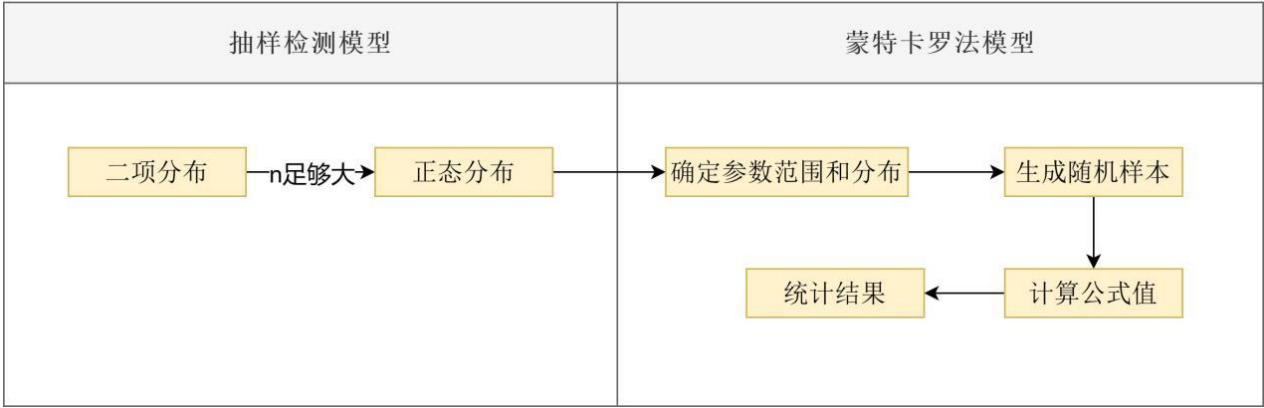 抽样检测模型
蒙特卡罗法模型
二项分布
n足够大
正态分布
确定参数范围和分布
生成随机样本
统计结果
计算公式值